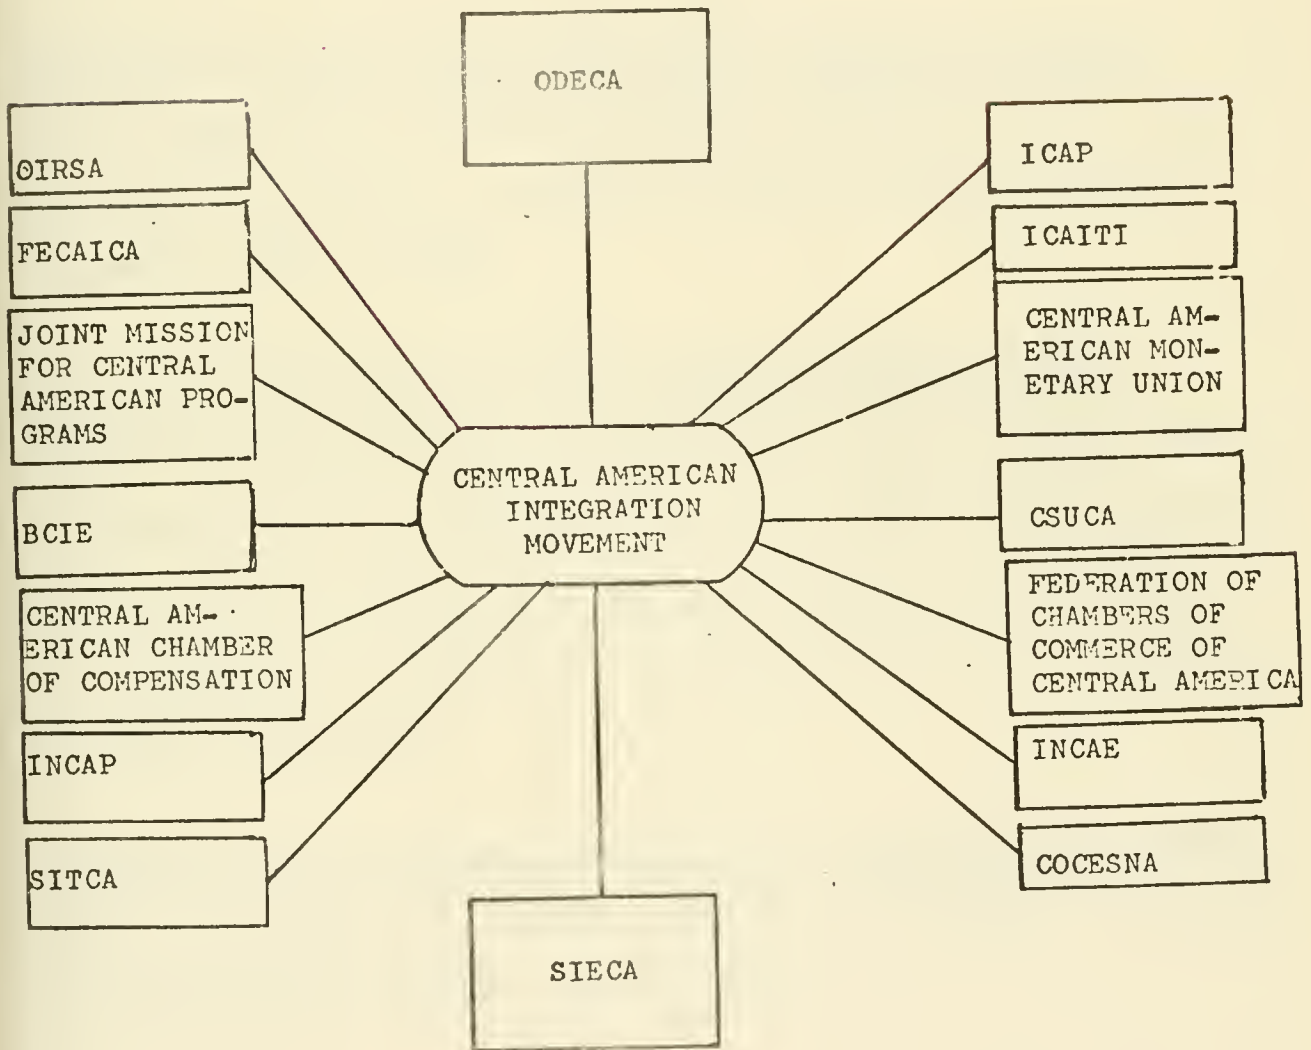 ODECA
OIRSA
FECAICA
JOINT MISSION
FOR CENTRAL
AMERICAN PRO-
GRAMS
BCIE
CENTRAL AM-
ERICAN CHAMBER
OF COMPENSATION
INCAP
SITCA
CENTRAL AMERICAN
INTEGRATION
MOVEMENT
ICAP
ICAITI
CENTRAL AM-
ERICAN MON-
ETARY UNION
CSUCA
FEDERATION OF
CHAMBERS OF
COMMERCE OF
CENTRAL AMERICA
INCAE
COCESNA
SIECA